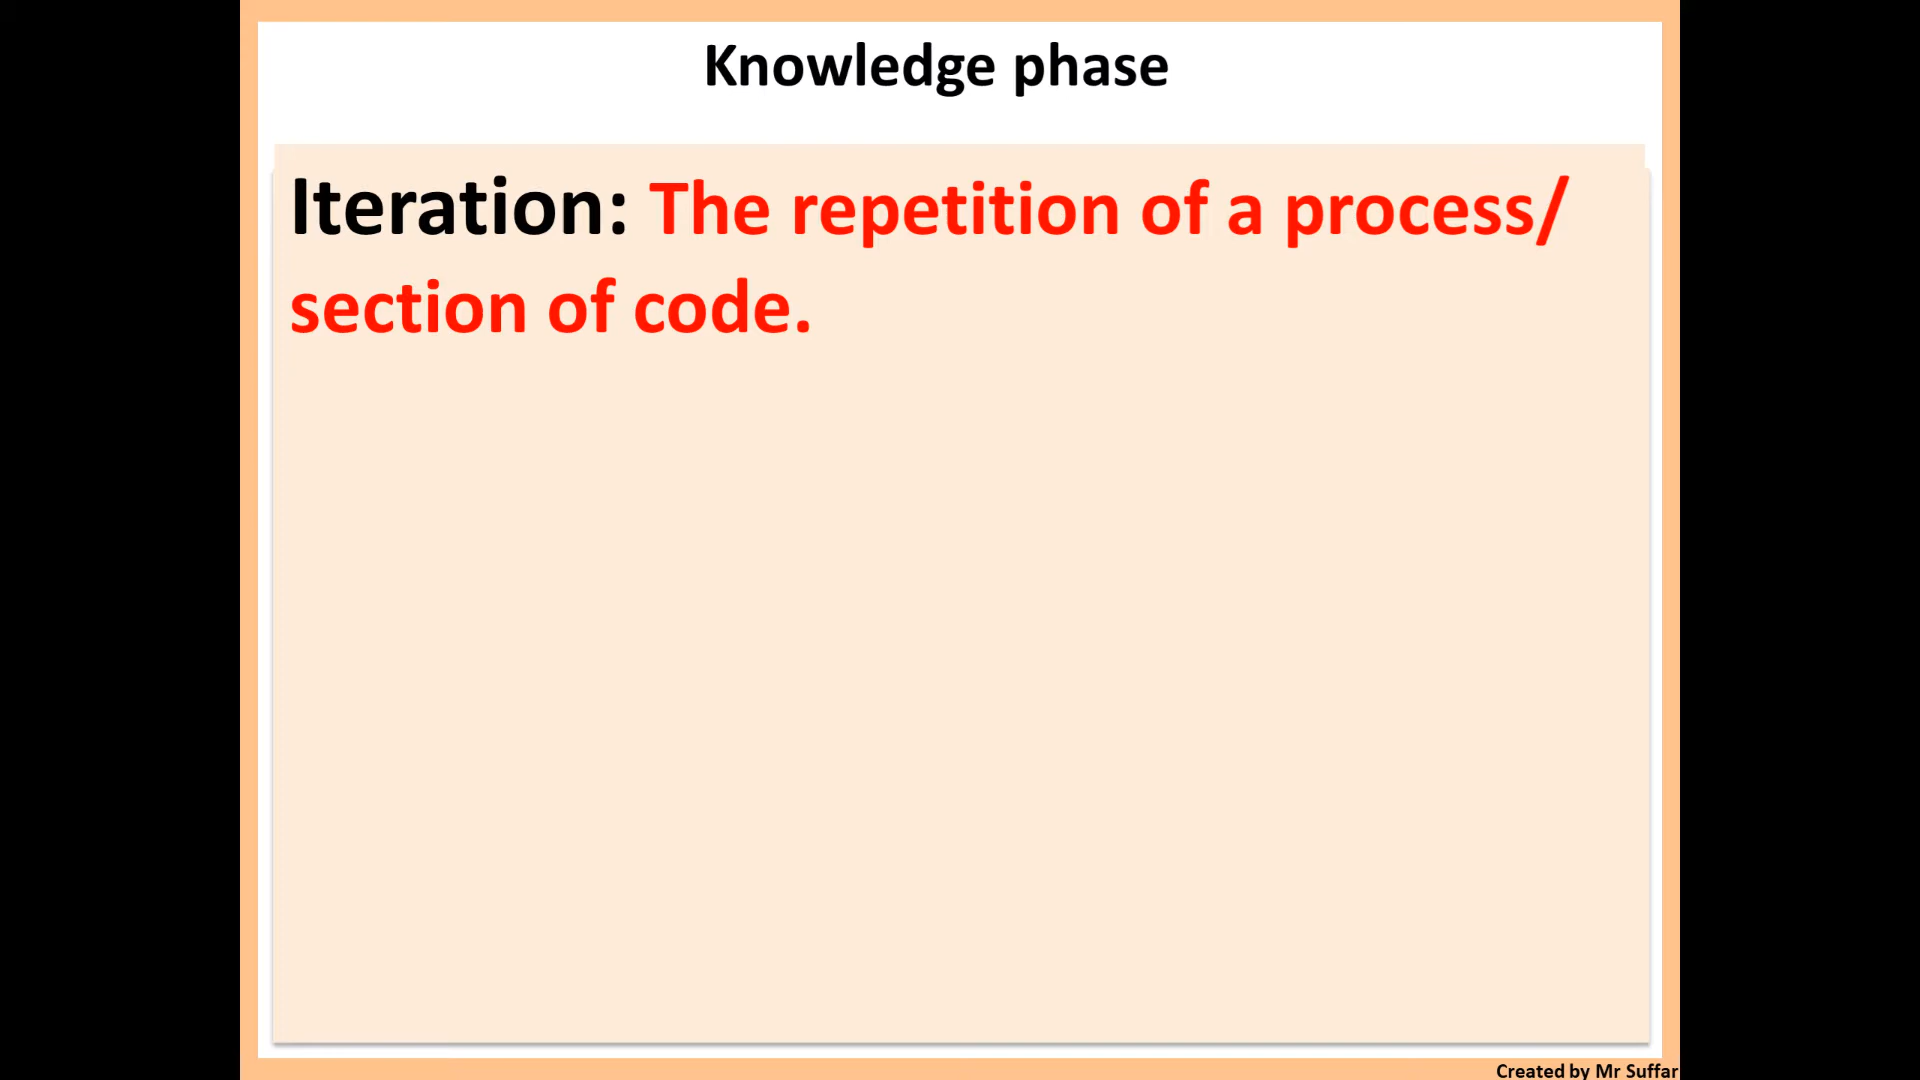 Knowledge phase
Iteration: The repetition of a process/
section of code.
Created by Mr Suffar